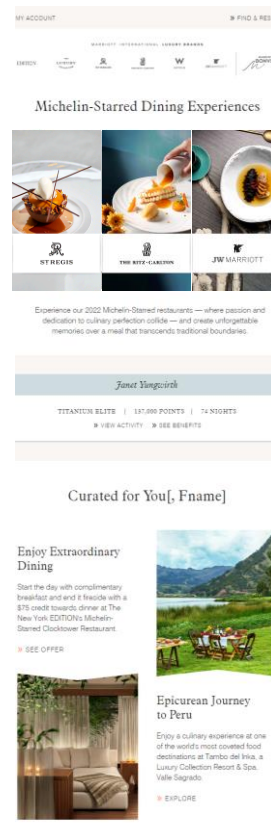 MY ACCOUNT
» FIND & RES
MARRIOTT INTERNATIONAL LUXURY BRANDS
EDITION
Michelin-Starred Dining Experiences
ST REGIS
THE RITZ-CARLTON
JW MARRIOTT
Experience our 2022 Michelin-Starred restaurants — where passion and
dedication to culinary perfection collide — and create unforgettable
memories over a meal that transcends traditional boundaries.
Janet Yungwirth
TITANIUM ELITE | 137,000 POINTS | 74 NIGHTS
» VIEW ACTIVITY » SEE BENEFITS
Curated for You[, Fname]
Enjoy Extraordinary
Dining
Start the day with complimentary
breakfast and end it fireside with a
$75 credit towards dinner at The
New York EDITION's Michelin-
Starred Clocktower Restaurant.
» SEE OFFER
Epicurean Journey
to Peru
Enjoy a culinary experience at one
of the world's most coveted food
destinations at Tambo del Inka, a
Luxury Collection Resort & Spa,
Valle Sagrado.
» EXPLORE